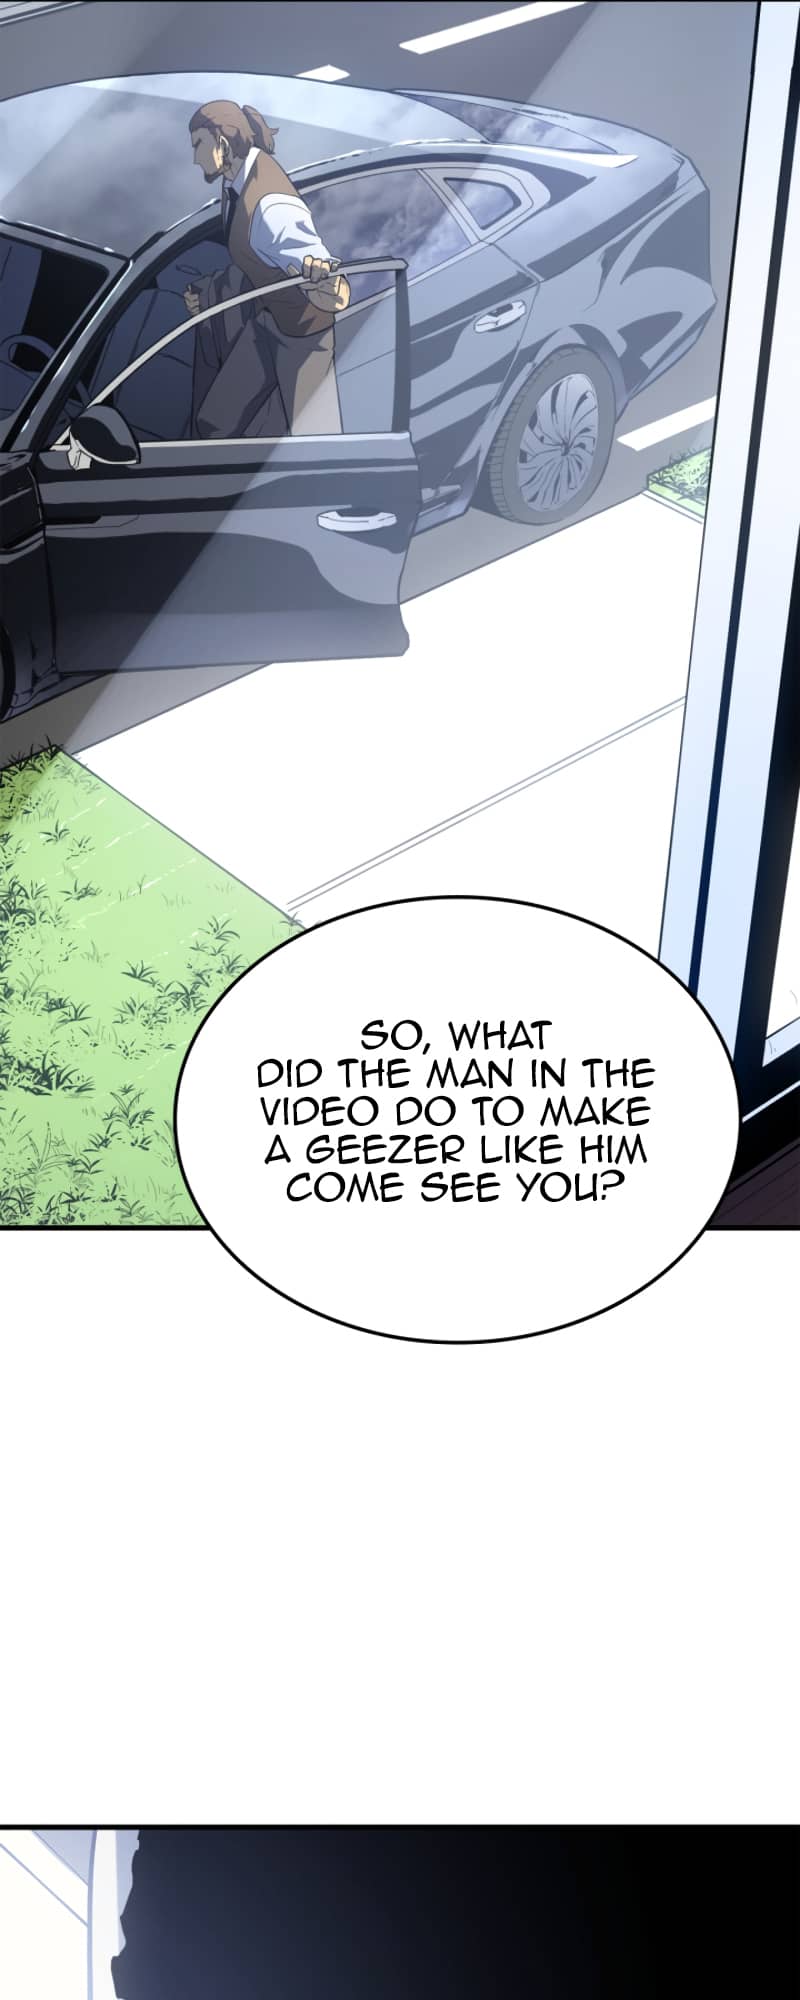 SO, WHAT
DID THE MAN IN THE
VIDEO DO TO MAKE
A GEEZER LIKE HIM
COME SEE YOU?